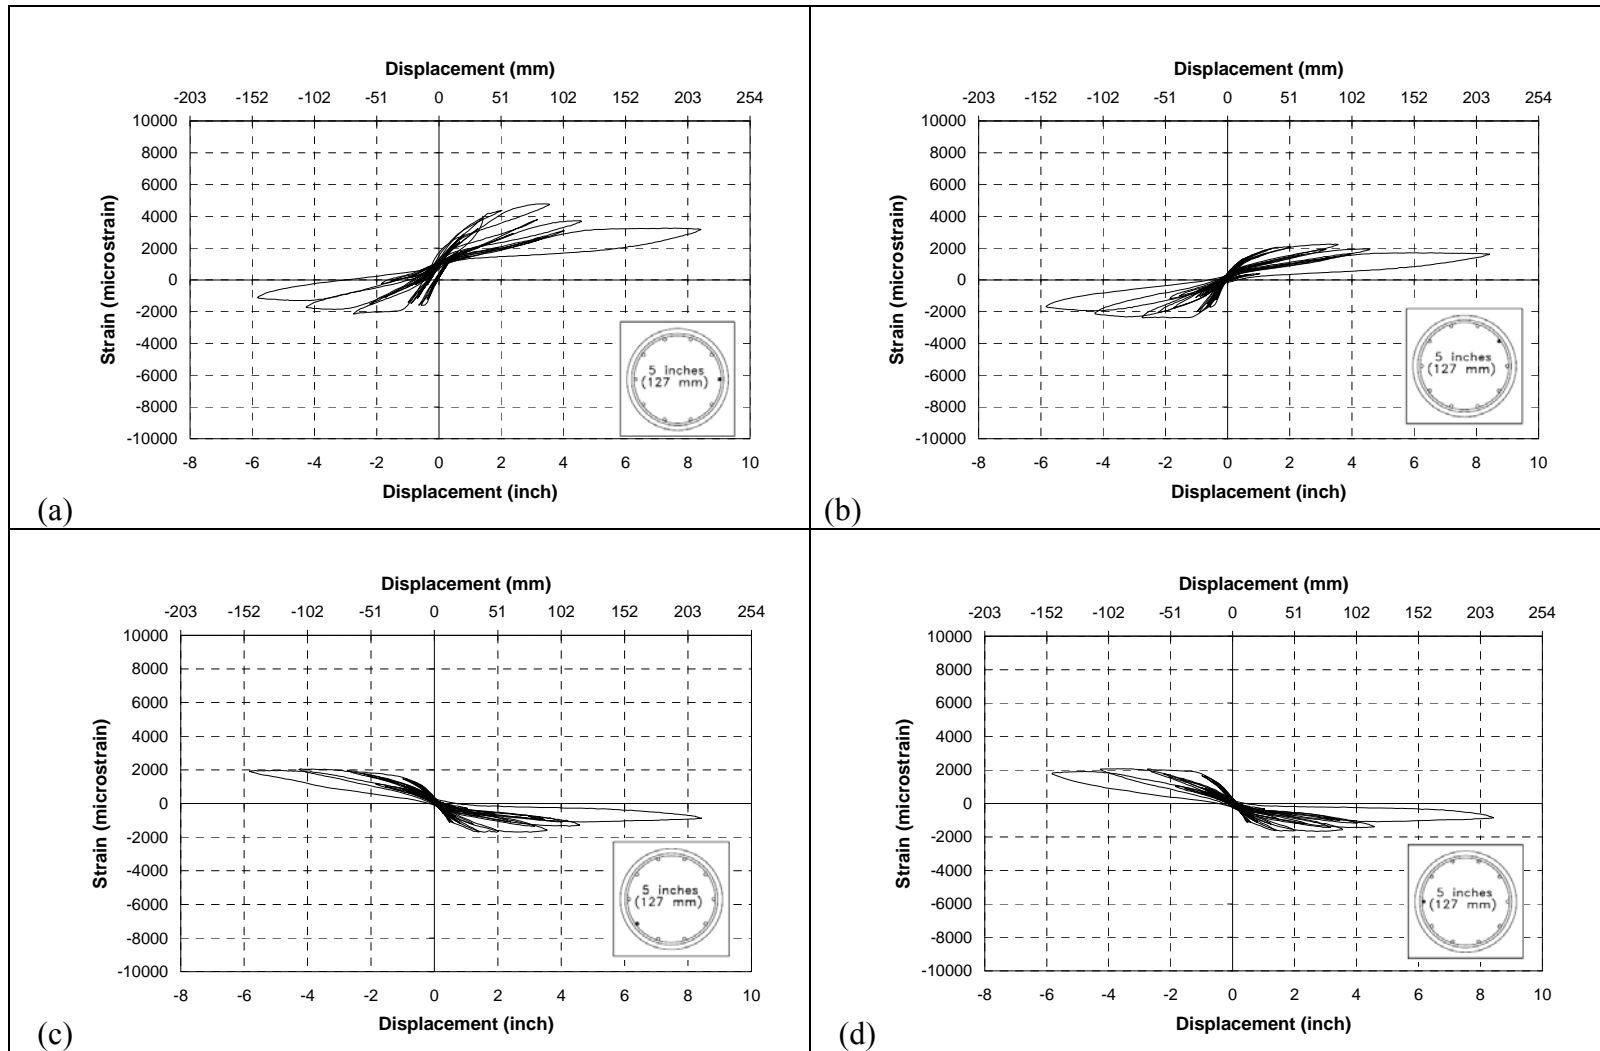 Displacement (mm)
-203 -152 -102 -51 0 51 102 152 203 254
10000
8000
6000
4000
2000
0
-2000
-4000
-6000
-8000
-10000
Strain (microstrain)
5 inches
(127 mm)
-8 -6 -4 -2 0 2 4 6 8 10
Displacement (inch)
(a)
Displacement (mm)
-203 -152 -102 -51 0 51 102 152 203 254
10000
8000
6000
4000
2000
0
-2000
-4000
-6000
-8000
-10000
Strain (microstrain)
5 inches
(127 mm)
-8 -6 -4 -2 0 2 4 6 8 10
Displacement (inch)
(b)
Displacement (mm)
-203 -152 -102 -51 0 51 102 152 203 254
10000
8000
6000
4000
2000
0
-2000
-4000
-6000
-8000
-10000
Strain (microstrain)
5 inches
(127 mm)
-8 -6 -4 -2 0 2 4 6 8 10
Displacement (inch)
(c)
Displacement (mm)
-203 -152 -102 -51 0 51 102 152 203 254
10000
8000
6000
4000
2000
0
-2000
-4000
-6000
-8000
-10000
Strain (microstrain)
5 inches
(127 mm)
-8 -6 -4 -2 0 2 4 6 8 10
Displacement (inch)
(d)